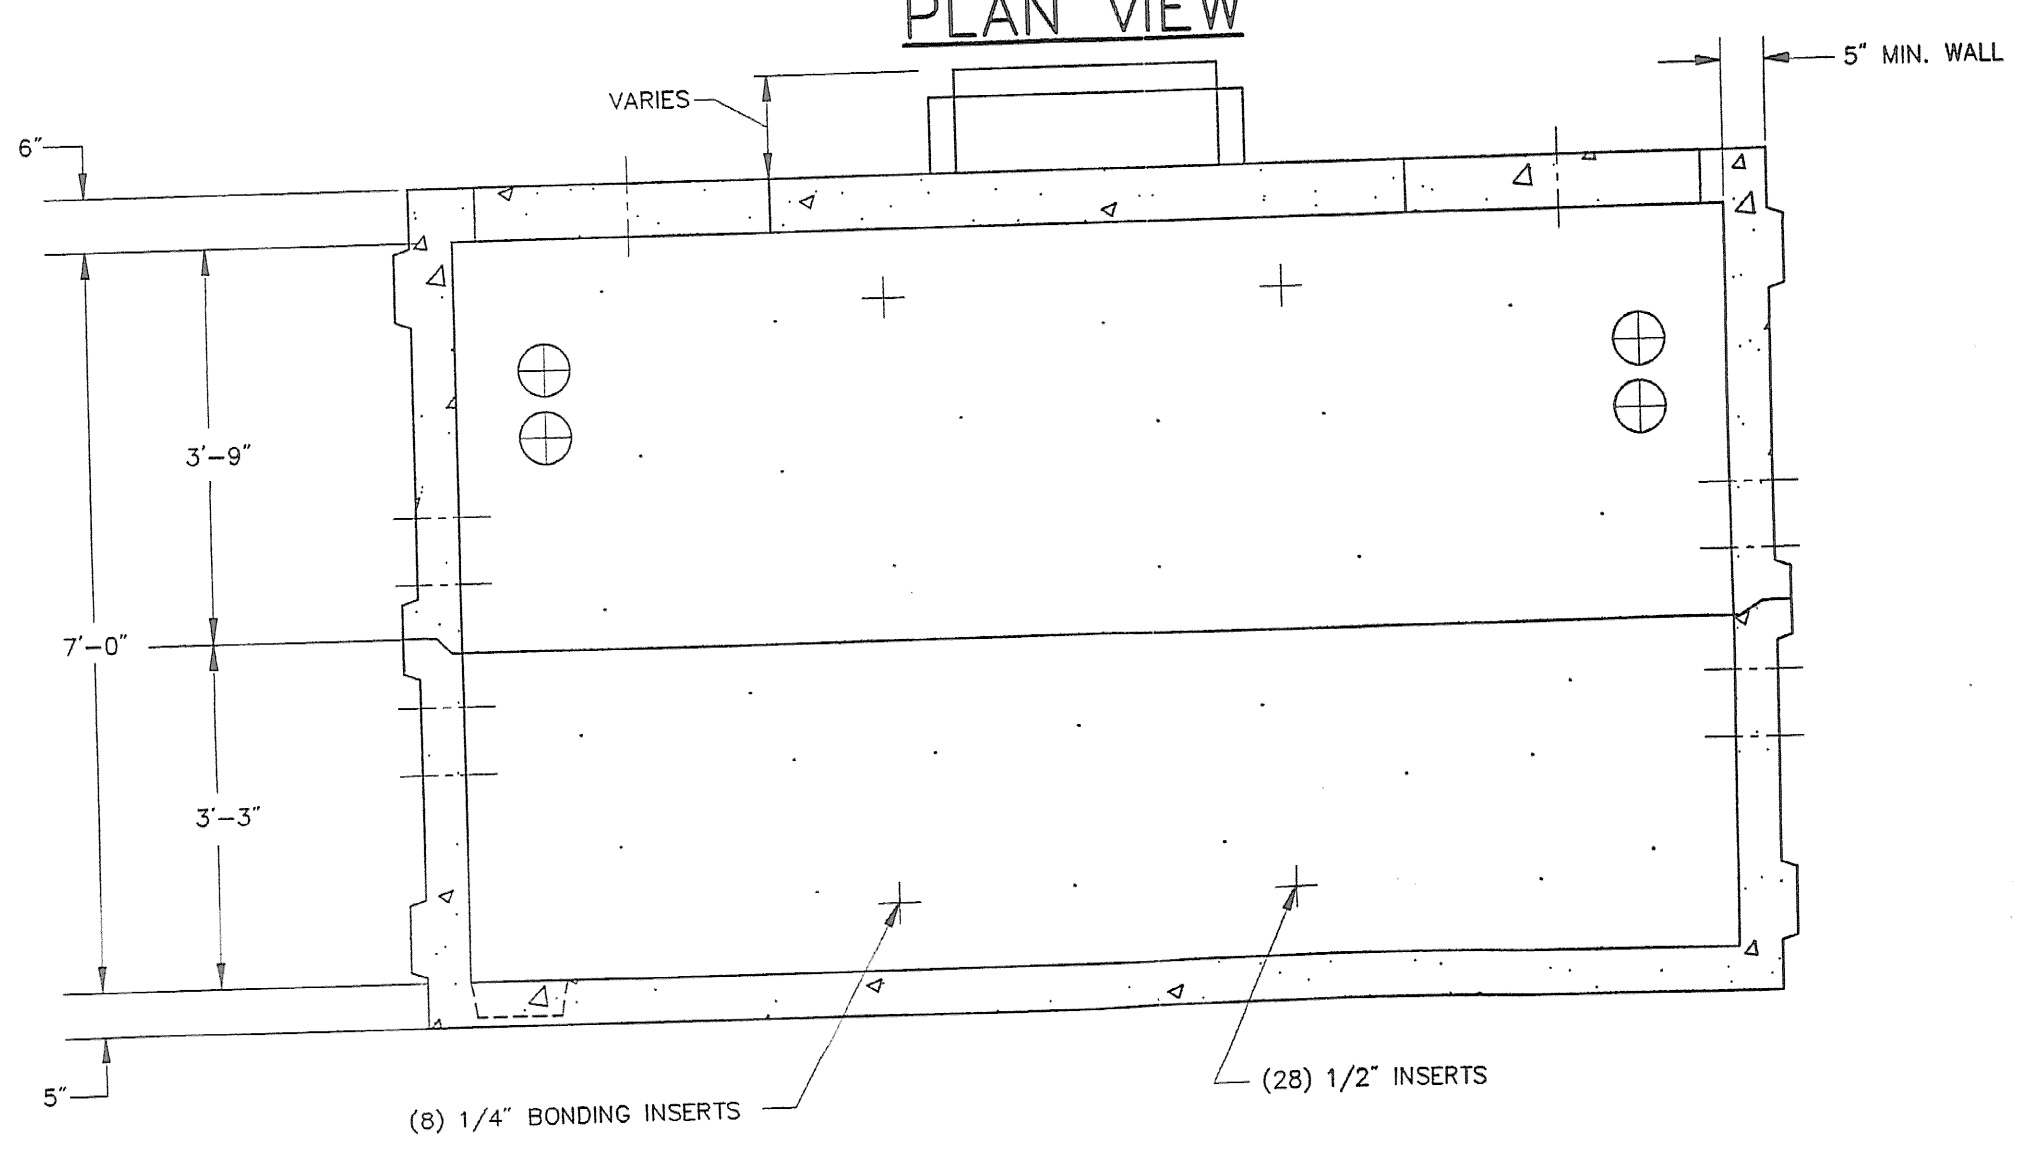 PLAN VIEW
5" MIN. WALL
VARIES
6"
3'-9"
7'-0"
3'-3"
5"
(28) 1/2" INSERTS
(8) 1/4" BONDING INSERTS